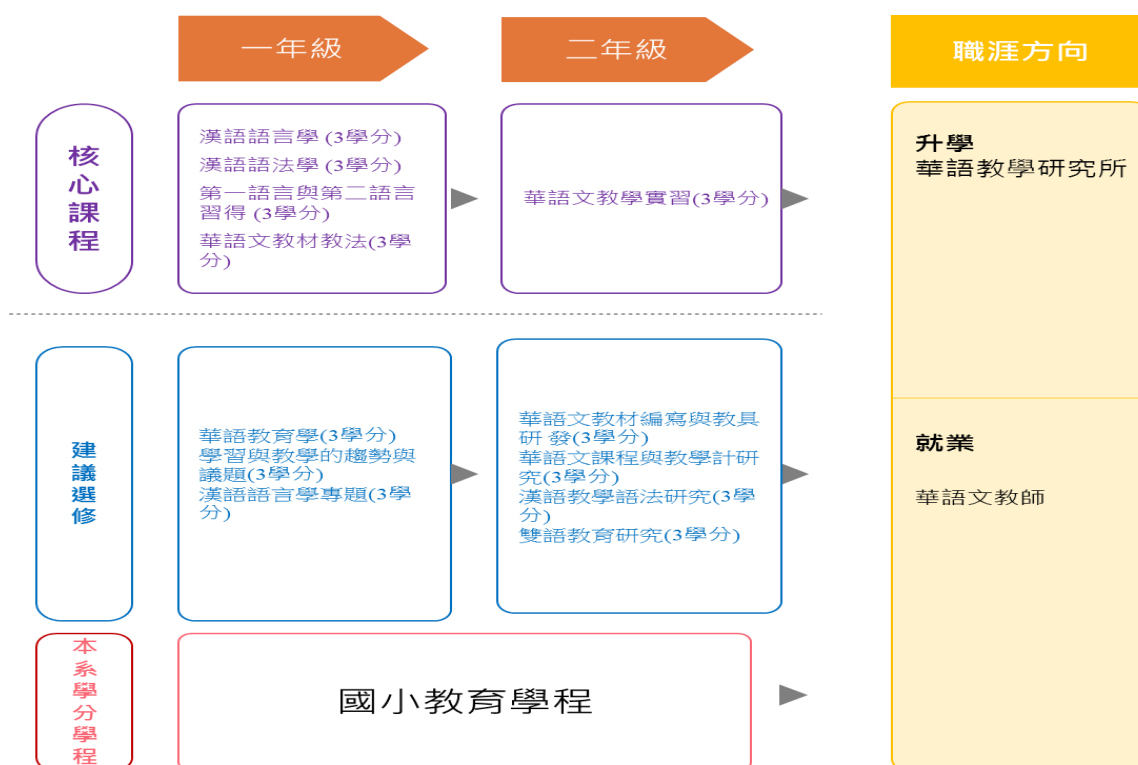 一年級
二年級
職涯方向
核心課程
漢語語言學 (3學分)
漢語語法學 (3學分)
第一語言與第二語言
習得 (3學分)
華語文教材教法(3學
分)
華語文教學實習(3學分)
升學
華語教學研究所
建議選修
華語教育學(3學分)
學習與教學的趨勢與
議題(3學分)
漢語語言學專題(3學
分)
華語文教材編寫與教具
研 發(3學分)
華語文課程與教學計研
究(3學分)
漢語教學語法研究(3學
分)
雙語教育研究(3學分)
就業
華語文教師
本系學分學程
國小教育學程